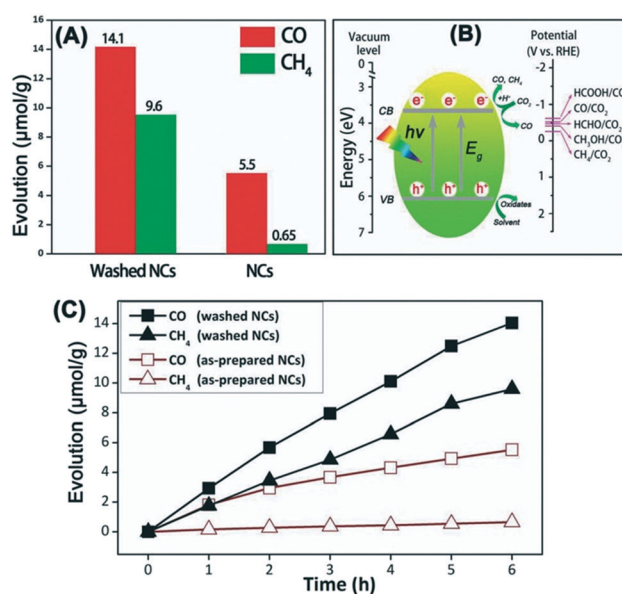 (A)
CO
CH4
Evolution (µmol/g)
16
14
12
10
8
6
4
2
0
14.1
9.6
5.5
0.65
Washed NCs
NCs
(B)
Vacuum level
Potential (V vs. RHE)
Energy (eV)
0
3
4
5
6
7
CB
VB
e- e- e-
hv
Eg
h+ h+ h+
CO, CH4
+H+
CO2
CO
Oxidates
Solvent
-2
-1
0
1
2
HCOOH/CO
CO/CO2
HCHO/CO2
CH3OH/CO
CH4/CO2
(C)
CO (washed NCs)
CH4 (washed NCs)
CO (as-prepared NCs)
CH4 (as-prepared NCs)
Evolution (µmol/g)
14
12
10
8
6
4
2
0
0 1 2 3 4 5 6
Time (h)